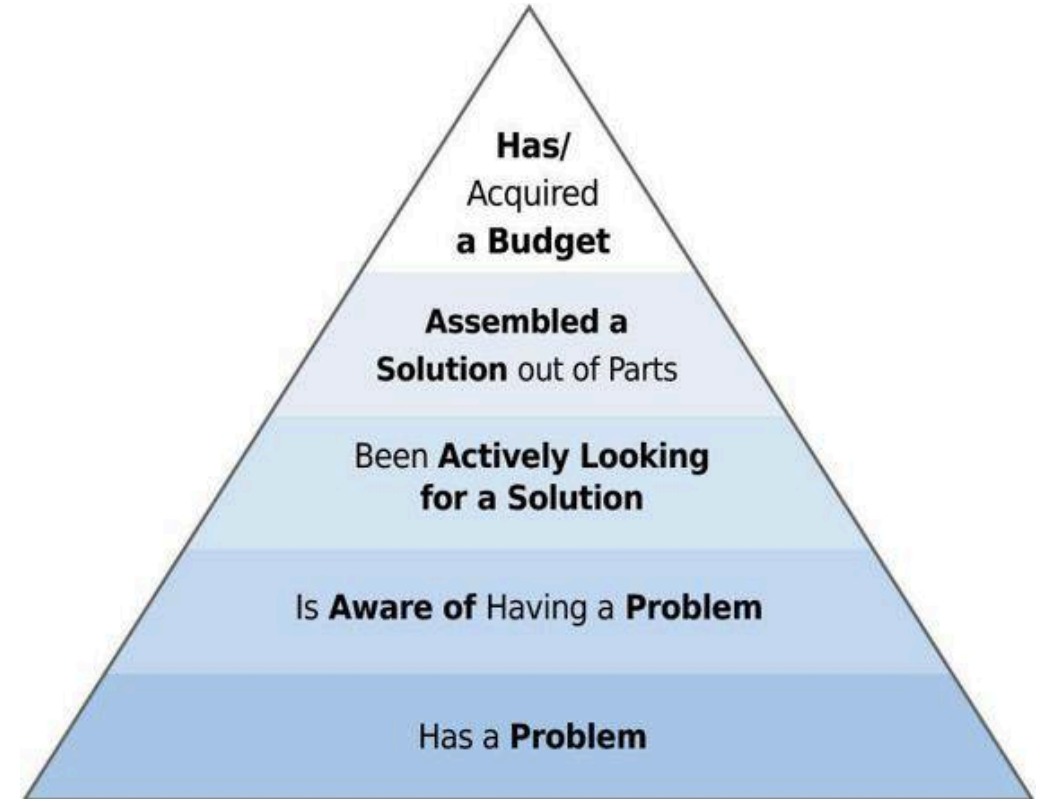 Has/
Acquired
a Budget
Assembled a
Solution out of Parts
Been Actively Looking
for a Solution
Is Aware of Having a Problem
Has a Problem